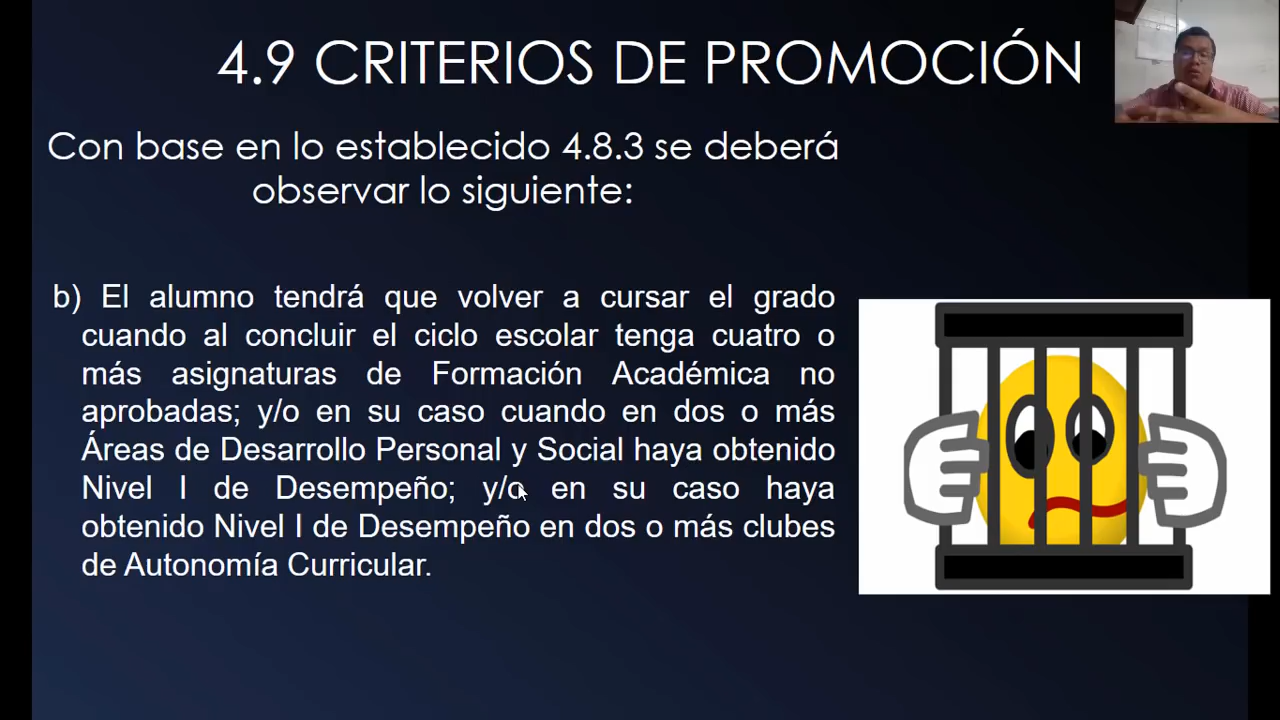 4.9 CRITERIOS DE PROMOCIÓN
Con base en lo establecido 4.8.3 se deberá
observar lo siguiente:
b) El alumno tendrá que volver a cursar el grado
cuando al concluir el ciclo escolar tenga cuatro o
más asignaturas de Formación Académica no
aprobadas; y/o en su caso cuando en dos o más
Áreas de Desarrollo Personal y Social haya obtenido
Nivel I de Desempeño; y/o en su caso haya
obtenido Nivel I de Desempeño en dos o más clubes
de Autonomía Curricular.